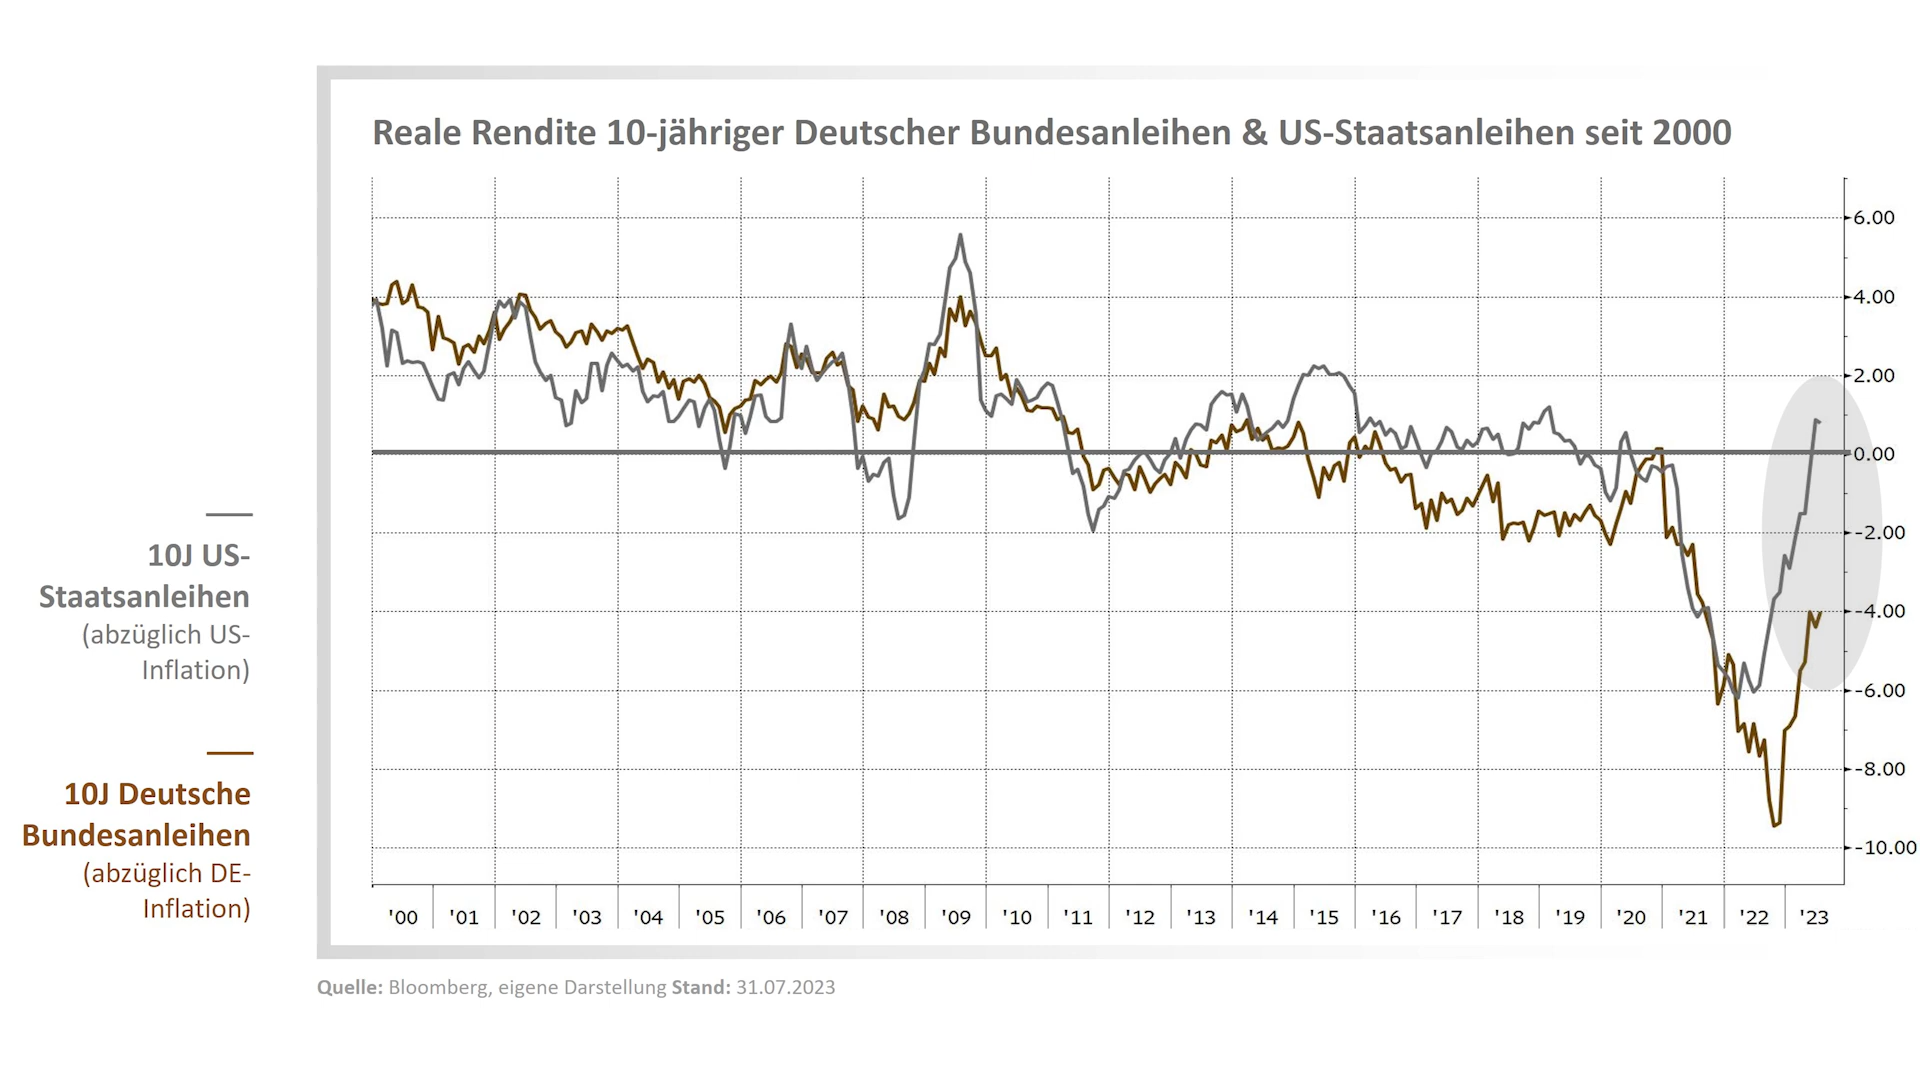 Reale Rendite 10-jähriger Deutscher Bundesanleihen & US-Staatsanleihen seit 2000
6.00
4.00
2.00
0.00
-2.00
-4.00
-6.00
-8.00
-10.00
'00 '01 '02 '03 '04 '05 '06 '07 '08 '09 '10 '11 '12 '13 '14 '15 '16 '17 '18 '19 '20 '21 '22 '23
10J US-
Staatsanleihen
(abzüglich US-
Inflation)
10J Deutsche
Bundesanleihen
(abzüglich DE-
Inflation)
Quelle: Bloomberg, eigene Darstellung Stand: 31.07.2023